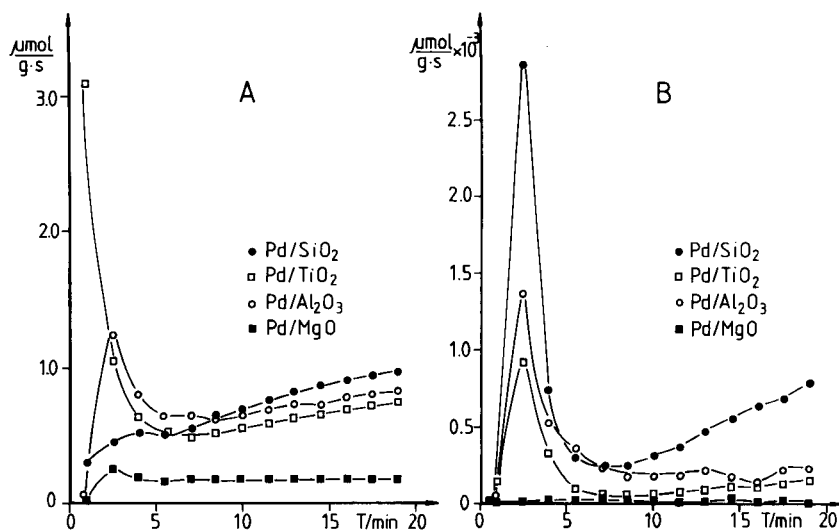 µmol
g·s
A
3.0
2.0
1.0
0
• Pd/SiO₂
□ Pd/TiO₂
○ Pd/Al₂O₃
■ Pd/MgO
0 5 10 15 20
T/min
µmol
g·s ×10⁻³
B
2.5
2.0
1.5
1.0
0.5
0
• Pd/SiO₂
□ Pd/TiO₂
○ Pd/Al₂O₃
■ Pd/MgO
0 5 10 15 20
T/min